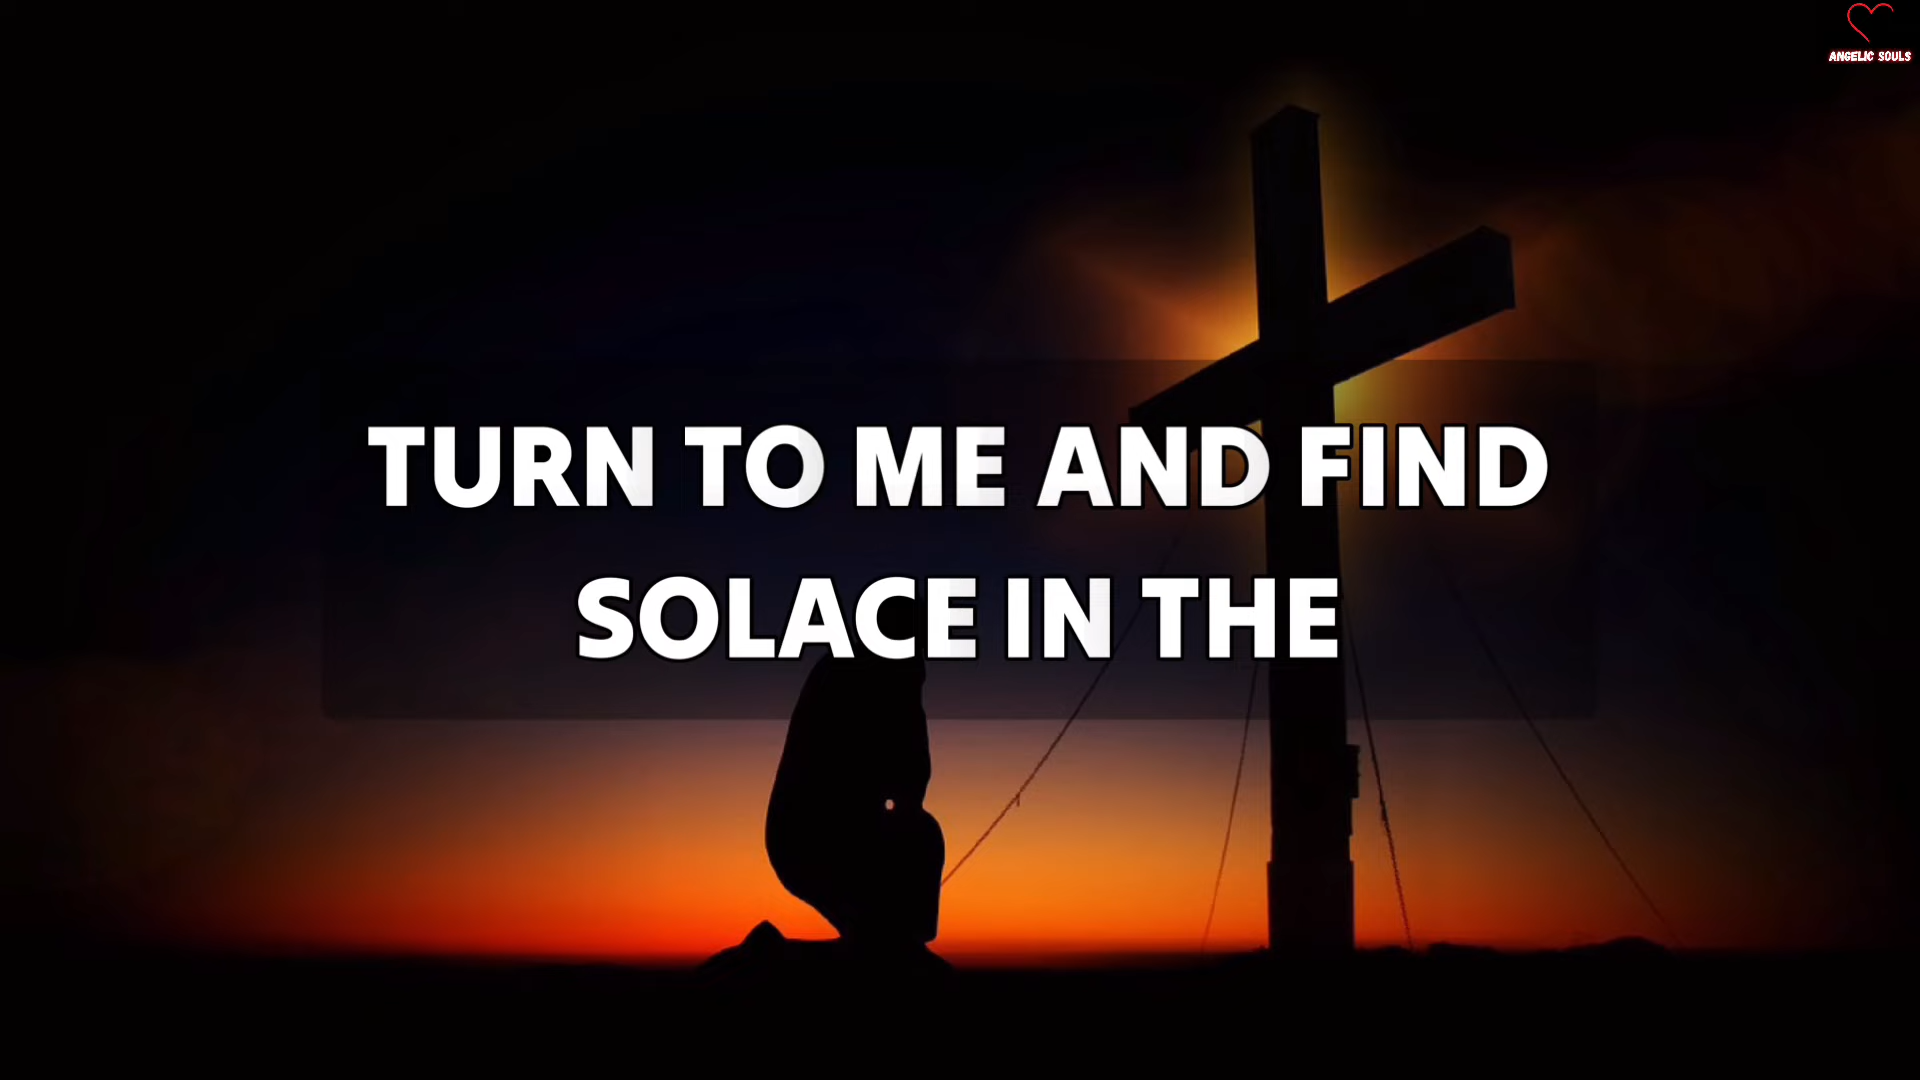 ANGELIC SOULS
TURN TO ME AND FIND
SOLACE IN THE